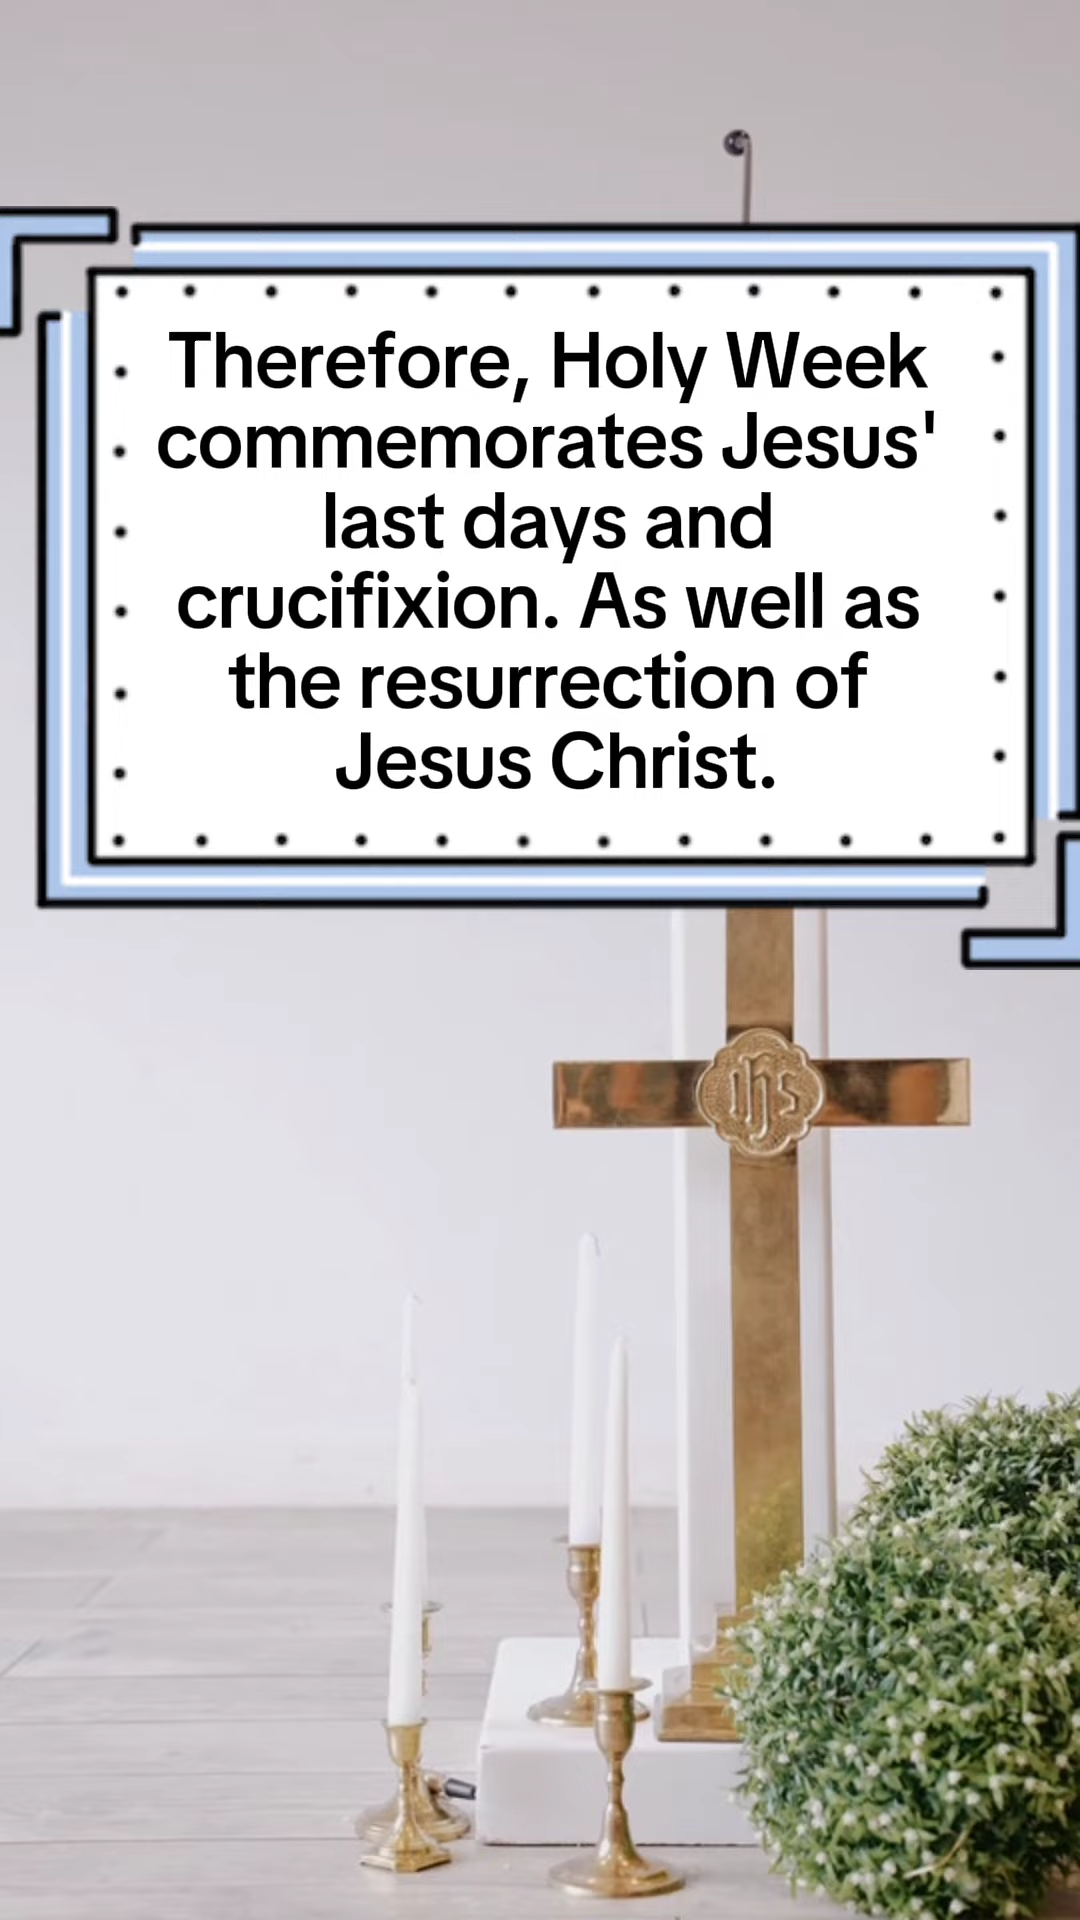 Therefore, Holy Week
commemorates Jesus'
last days and
crucifixion. As well as
the resurrection of
Jesus Christ.
ihs